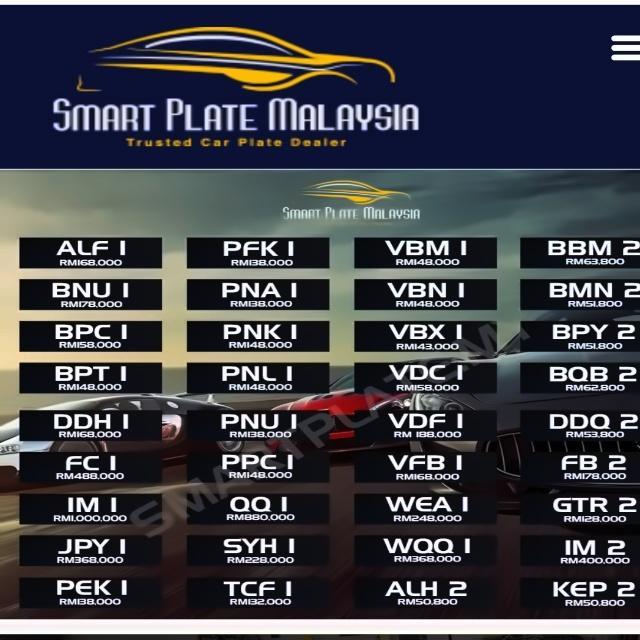 SMART PLATE MALAYSIA
Trusted Car Plate Dealer
SMART PLATE MALAYSIA
ALF 1
RM168,000
PFK 1
RM138,000
VBM 1
RM148,000
BBM 2
RM63,800
BNU 1
RM178,000
PNA 1
RM138,000
VBN 1
RM148,000
BMN 2
RM51,800
BPC 1
RM158,000
PNK 1
RM148,000
VBX 1
RM143,000
BPY 2
RM51,800
BPT 1
RM148,000
PNL 1
RM148,000
VDC 1
RM158,000
BQB 2
RM62,800
DDH 1
RM168,000
PNU 1
RM138,000
VDF 1
RM 188,000
DDQ 2
RM53,800
FC 1
RM488,000
PPC 1
RM148,000
VFB 1
RM168,000
FB 2
RM178,000
IM 1
RM1,000,000
QQ 1
RM880,000
WEA 1
RM248,000
GTR 2
RM128,000
JPY 1
RM368,000
SYH 1
RM228,000
WQQ 1
RM368,000
IM 2
RM400,000
PEK 1
RM138,000
TCF 1
RM132,000
ALH 2
RM50,800
KEP 2
RM50,800